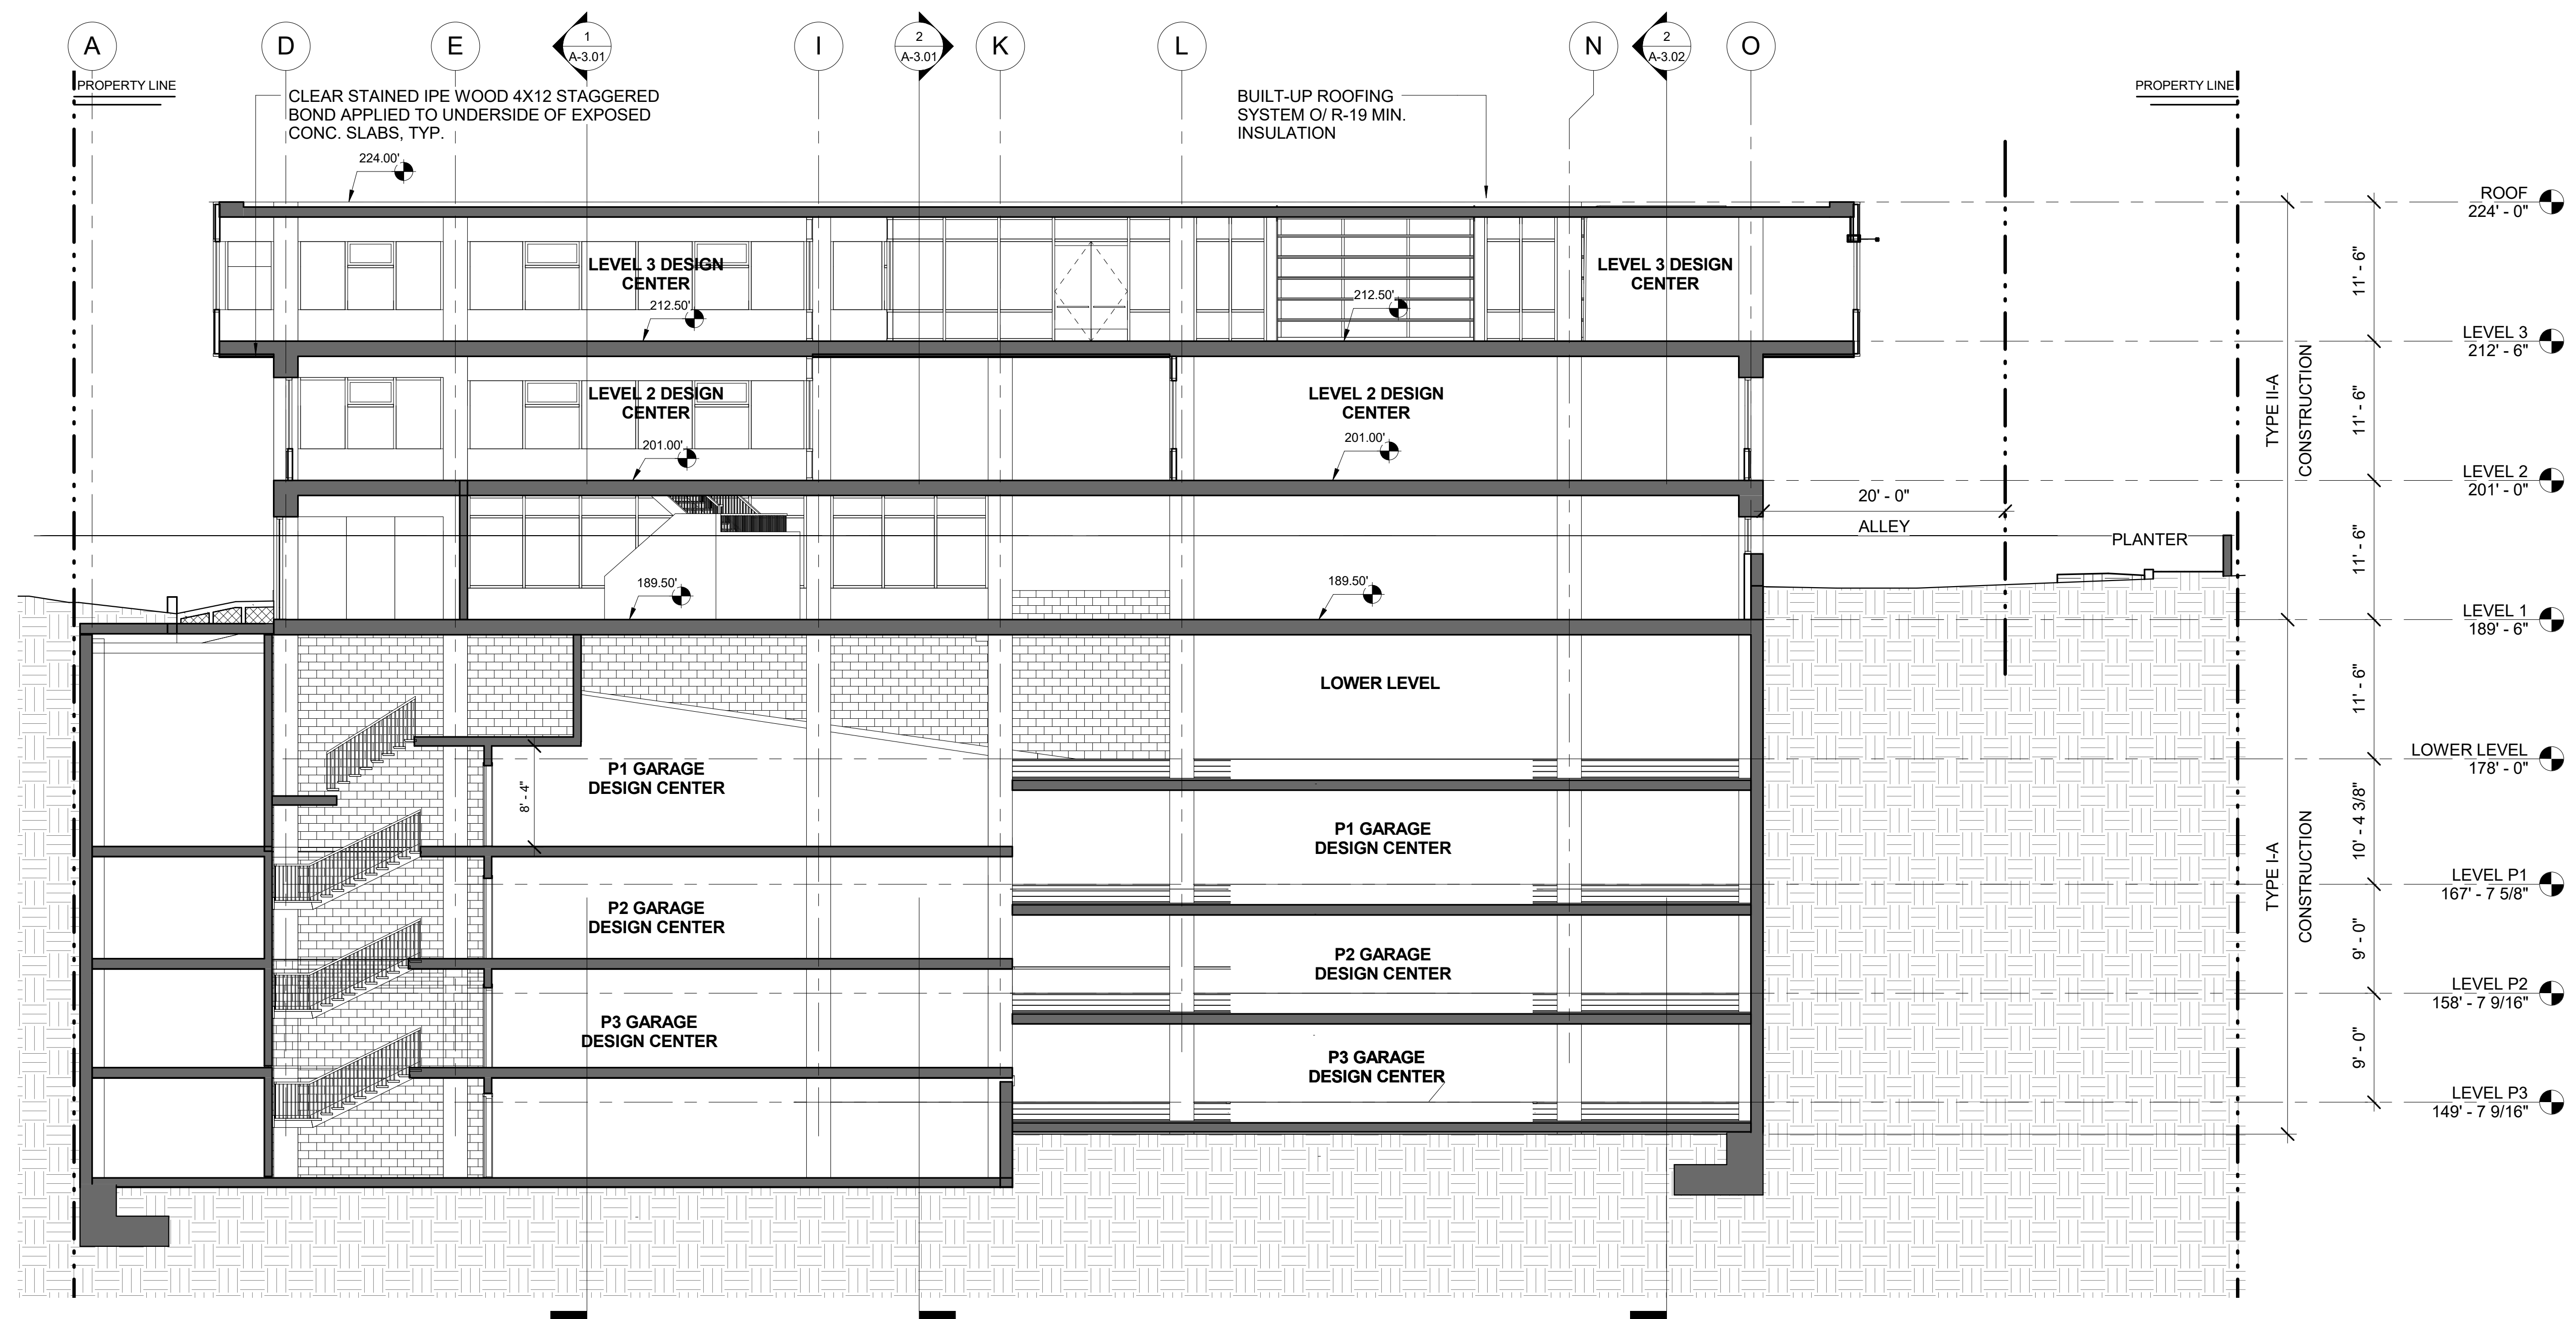 A
D
E
1
A-3.01
I
2
A-3.01
K
L
N
2
A-3.02
O
PROPERTY LINE
PROPERTY LINE
CLEAR STAINED IPE WOOD 4X12 STAGGERED
BOND APPLIED TO UNDERSIDE OF EXPOSED
CONC. SLABS, TYP.
BUILT-UP ROOFING
SYSTEM O/ R-19 MIN.
INSULATION
224.00'
ROOF
224' - 0"
LEVEL 3 DESIGN
CENTER
212.50'
212.50'
LEVEL 3 DESIGN
CENTER
11' - 6"
LEVEL 3
212' - 6"
LEVEL 2 DESIGN
CENTER
201.00'
LEVEL 2 DESIGN
CENTER
201.00'
TYPE II-A
CONSTRUCTION
11' - 6"
LEVEL 2
201' - 0"
20' - 0"
ALLEY
PLANTER
11' - 6"
189.50'
189.50'
LEVEL 1
189' - 6"
LOWER LEVEL
11' - 6"
LOWER LEVEL
178' - 0"
P1 GARAGE
DESIGN CENTER
8' - 4"
P1 GARAGE
DESIGN CENTER
TYPE I-A
CONSTRUCTION
10' - 4 3/8"
LEVEL P1
167' - 7 5/8"
P2 GARAGE
DESIGN CENTER
P2 GARAGE
DESIGN CENTER
9' - 0"
LEVEL P2
158' - 7 9/16"
P3 GARAGE
DESIGN CENTER
P3 GARAGE
DESIGN CENTER
9' - 0"
LEVEL P3
149' - 7 9/16"